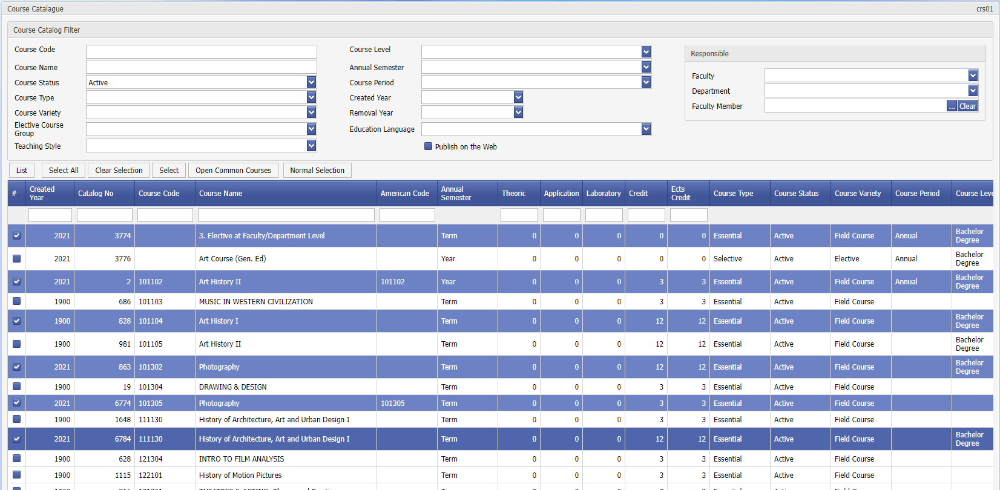 Course Catalague crs01
Course Catalog Filter
Course Code
Course Name
Course Status Active
Course Type
Course Variety
Elective Course
Group
Teaching Style
Course Level
Annual Semester
Course Period
Created Year
Removal Year
Education Language
Publish on the Web
Responsible
Faculty
Department
Faculty Member ... Clear
List Select All Clear Selection Select Open Common Courses Normal Selection
# Created Year Catalog No Course Code Course Name American Code Annual Semester Theoric Application Laboratory Credit Ects Credit Course Type Course Status Course Variety Course Period Course Leve
2021 3774 3. Elective at Faculty/Department Level Term 0 0 0 0 0 Essential Active Field Course Annual Bachelor Degree
2021 3776 Art Course (Gen. Ed) Year 0 0 0 0 0 Selective Active Elective Annual Bachelor Degree
2021 2 101102 Art History II 101102 Year 0 0 0 3 3 Essential Active Field Course Annual Bachelor Degree
1900 686 101103 MUSIC IN WESTERN CIVILIZATION Term 0 0 0 3 3 Essential Active Field Course
1900 828 101104 Art History I Term 0 0 0 12 12 Essential Active Field Course Bachelor Degree
1900 981 101105 Art History II Term 0 0 0 12 12 Essential Active Field Course Bachelor Degree
2021 863 101302 Photography Term 0 0 0 12 12 Essential Active Field Course Bachelor Degree
1900 19 101304 DRAWING & DESIGN Term 0 0 0 3 3 Essential Active Field Course
2021 6774 101305 Photography 101305 Term 0 0 0 3 3 Essential Active Field Course
1900 1648 111130 History of Architecture, Art and Urban Design I Term 0 0 0 3 3 Essential Active Field Course
2021 6784 111130 History of Architecture, Art and Urban Design I Term 0 0 0 12 12 Essential Active Field Course Bachelor Degree
1900 628 121304 INTRO TO FILM ANALYSIS Term 0 0 0 3 3 Essential Active Field Course
1900 1115 122101 History of Motion Pictures Term 0 0 0 3 3 Essential Active Field Course